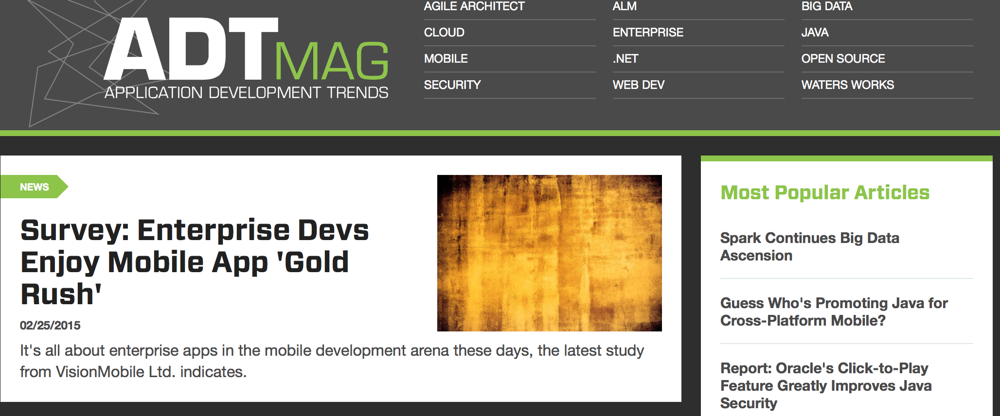 ADTMAG
APPLICATION DEVELOPMENT TRENDS
AGILE ARCHITECT
ALM
BIG DATA
CLOUD
ENTERPRISE
JAVA
MOBILE
.NET
OPEN SOURCE
SECURITY
WEB DEV
WATERS WORKS
NEWS
Survey: Enterprise Devs
Enjoy Mobile App 'Gold
Rush'
02/25/2015
It's all about enterprise apps in the mobile development arena these days, the latest study
from VisionMobile Ltd. indicates.
Most Popular Articles
Spark Continues Big Data
Ascension
Guess Who's Promoting Java for
Cross-Platform Mobile?
Report: Oracle's Click-to-Play
Feature Greatly Improves Java
Security